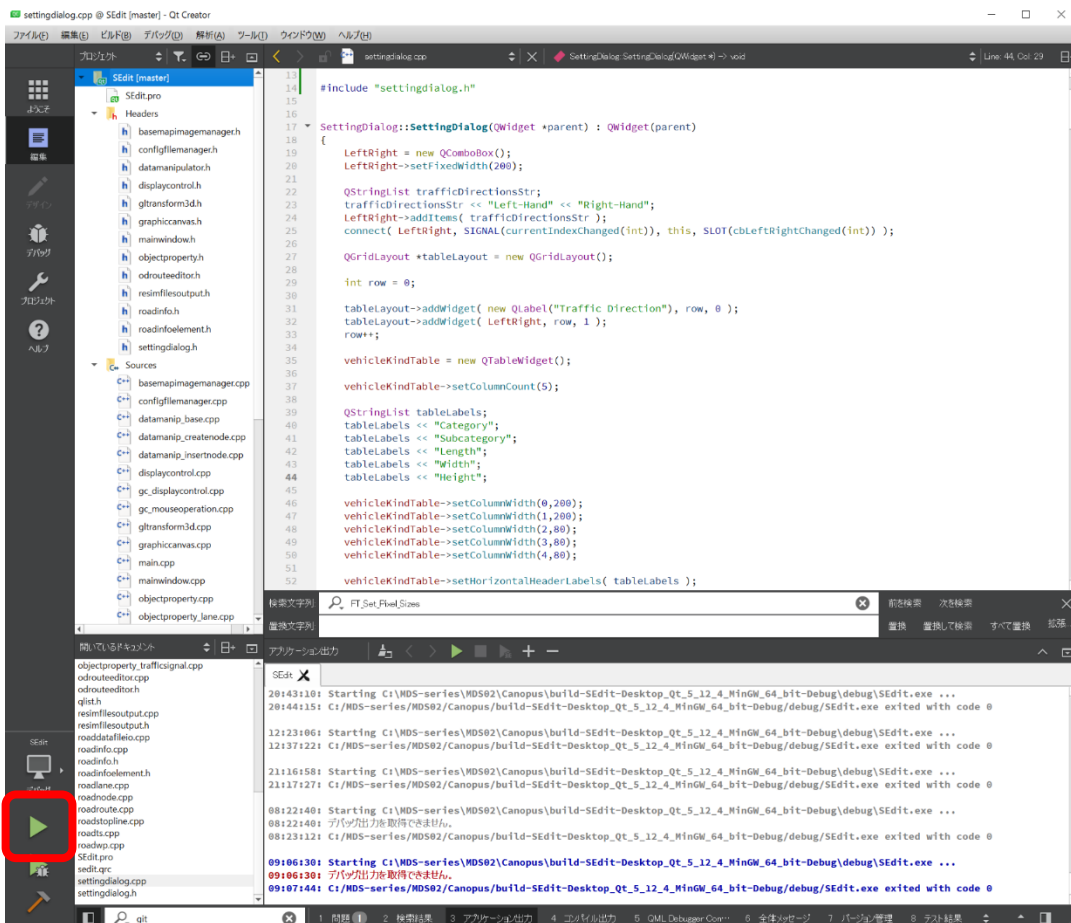 settingdialog.cpp @ SEdit [master] - Qt Creator
ファイル(F) 編集(E) ビルド(B) デバッグ(D) 解析(A) ツール(T) ウィンドウ(W) ヘルプ(H)
プロジェクト
settingdialog.cpp
SettingDialog::SettingDialog(QWidget *) -> void
Line: 44, Col: 29
ようこそ
編集
デザイン
デバッグ
プロジェクト
ヘルプ
SEdit [master]
SEdit.pro
Headers
basemapimagemanager.h
configfilemanager.h
datamanipulator.h
displaycontrol.h
gltransform3d.h
graphiccanvas.h
mainwindow.h
objectproperty.h
odrouteeditor.h
resimfilesoutput.h
roadinfo.h
roadinfoelement.h
settingdialog.h
Sources
basemapimagemanager.cpp
configfilemanager.cpp
datamanip_base.cpp
datamanip_createnode.cpp
datamanip_insertnode.cpp
displaycontrol.cpp
gc_displaycontrol.cpp
gc_mouseoperation.cpp
gltransform3d.cpp
graphiccanvas.cpp
main.cpp
mainwindow.cpp
objectproperty.cpp
objectproperty_lane.cpp
13
14 #include "settingdialog.h"
15
16
17 SettingDialog::SettingDialog(QWidget *parent) : QWidget(parent)
18 {
19 LeftRight = new QComboBox();
20 LeftRight->setFixedWidth(200);
21
22 QStringList trafficDirectionsStr;
23 trafficDirectionsStr << "Left-Hand" << "Right-Hand";
24 LeftRight->addItems( trafficDirectionsStr );
25 connect( LeftRight, SIGNAL(currentIndexChanged(int)), this, SLOT(cbLeftRightChanged(int)) );
26
27 QGridLayout *tableLayout = new QGridLayout();
28
29 int row = 0;
30
31 tableLayout->addWidget( new QLabel("Traffic Direction"), row, 0 );
32 tableLayout->addWidget( LeftRight, row, 1 );
33 row++;
34
35 vehicleKindTable = new QTableWidget();
36
37 vehicleKindTable->setColumnCount(5);
38
39 QStringList tableLabels;
40 tableLabels << "Category";
41 tableLabels << "Subcategory";
42 tableLabels << "Length";
43 tableLabels << "Width";
44 tableLabels << "Height";
45
46 vehicleKindTable->setColumnWidth(0,200);
47 vehicleKindTable->setColumnWidth(1,200);
48 vehicleKindTable->setColumnWidth(2,80);
49 vehicleKindTable->setColumnWidth(3,80);
50 vehicleKindTable->setColumnWidth(4,80);
51
52 vehicleKindTable->setHorizontalHeaderLabels( tableLabels );
検索文字列 FT_Set_Pixel_Sizes 前を検索 次を検索
置換文字列 置換 置換して検索 すべて置換 拡張...
開いているドキュメント
objectproperty_trafficsignal.cpp
odrouteeditor.cpp
odrouteeditor.h
qlist.h
resimfilesoutput.cpp
resimfilesoutput.h
roaddatafileio.cpp
roadinfo.cpp
roadinfo.h
roadinfoelement.h
roadlane.cpp
roadnode.cpp
roadroute.cpp
roadstopline.cpp
roadts.cpp
roadwp.cpp
SEdit.pro
sedit.qrc
settingdialog.cpp
settingdialog.h
SEdit
デバッグ
アプリケーション出力
SEdit
20:43:10: Starting C:\MDS-series\MDS02\Canopus\build-SEdit-Desktop_Qt_5_12_4_MinGW_64_bit-Debug\debug\SEdit.exe ...
20:44:15: C:/MDS-series/MDS02/Canopus/build-SEdit-Desktop_Qt_5_12_4_MinGW_64_bit-Debug/debug/SEdit.exe exited with code 0
12:23:06: Starting C:\MDS-series\MDS02\Canopus\build-SEdit-Desktop_Qt_5_12_4_MinGW_64_bit-Debug\debug\SEdit.exe ...
12:37:22: C:/MDS-series/MDS02/Canopus/build-SEdit-Desktop_Qt_5_12_4_MinGW_64_bit-Debug/debug/SEdit.exe exited with code 0
21:16:58: Starting C:\MDS-series\MDS02\Canopus\build-SEdit-Desktop_Qt_5_12_4_MinGW_64_bit-Debug\debug\SEdit.exe ...
21:17:27: C:/MDS-series/MDS02/Canopus/build-SEdit-Desktop_Qt_5_12_4_MinGW_64_bit-Debug/debug/SEdit.exe exited with code 0
08:22:40: Starting C:\MDS-series\MDS02\Canopus\build-SEdit-Desktop_Qt_5_12_4_MinGW_64_bit-Debug\debug\SEdit.exe ...
08:22:40: デバッグ出力を取得できません。
08:23:12: C:/MDS-series/MDS02/Canopus/build-SEdit-Desktop_Qt_5_12_4_MinGW_64_bit-Debug/debug/SEdit.exe exited with code 0
09:06:30: Starting C:\MDS-series\MDS02\Canopus\build-SEdit-Desktop_Qt_5_12_4_MinGW_64_bit-Debug\debug\SEdit.exe ...
09:06:30: デバッグ出力を取得できません。
09:07:44: C:/MDS-series/MDS02/Canopus/build-SEdit-Desktop_Qt_5_12_4_MinGW_64_bit-Debug/debug/SEdit.exe exited with code 0
git
1 問題 1 2 検索結果 3 アプリケーション出力 4 コンパイル出力 5 QML Debugger Con… 6 全体メッセージ 7 バージョン管理 8 テスト結果